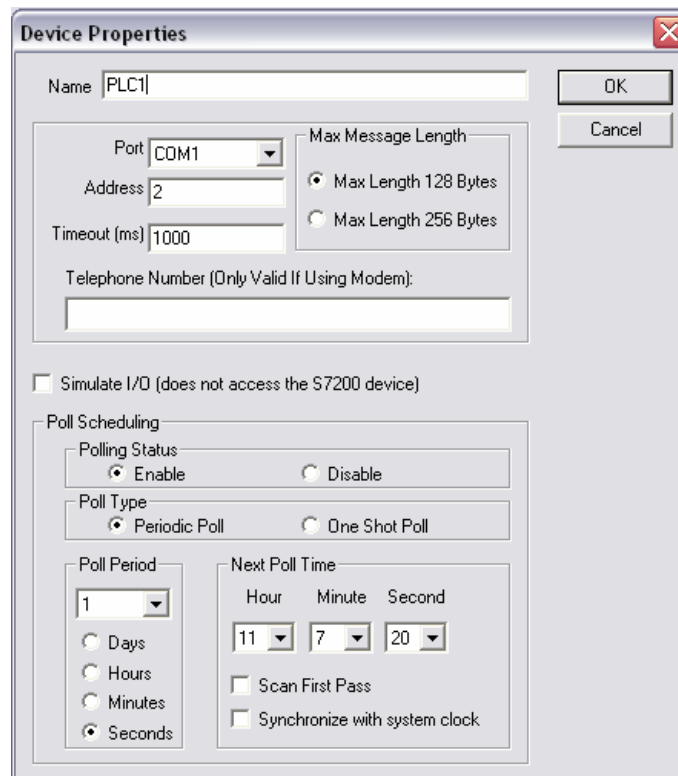 Device Properties
Name PLC1
OK
Cancel
Port COM1
Address 2
Timeout (ms) 1000
Max Message Length
Max Length 128 Bytes
Max Length 256 Bytes
Telephone Number (Only Valid If Using Modem):
Simulate I/O (does not access the S7200 device)
Poll Scheduling
Polling Status
Enable Disable
Poll Type
Periodic Poll One Shot Poll
Poll Period
1
Days
Hours
Minutes
Seconds
Next Poll Time
Hour Minute Second
11 7 20
Scan First Pass
Synchronize with system clock